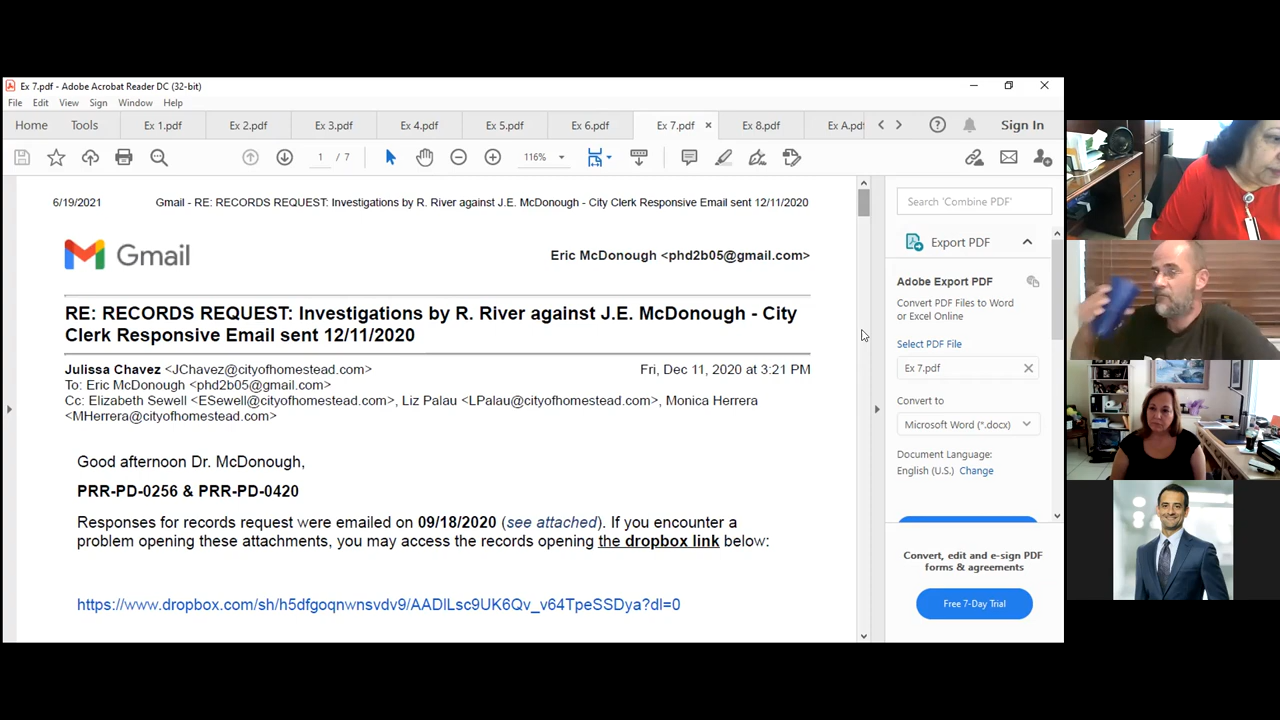 Ex 7.pdf - Adobe Acrobat Reader DC (32-bit)
File Edit View Sign Window Help
Home Tools Ex 1.pdf Ex 2.pdf Ex 3.pdf Ex 4.pdf Ex 5.pdf Ex 6.pdf Ex 7.pdf Ex 8.pdf Ex A.pdf Sign In
1 / 7 116%
6/19/2021 Gmail - RE: RECORDS REQUEST: Investigations by R. River against J.E. McDonough - City Clerk Responsive Email sent 12/11/2020
Gmail Eric McDonough <phd2b05@gmail.com>
RE: RECORDS REQUEST: Investigations by R. River against J.E. McDonough - City
Clerk Responsive Email sent 12/11/2020
Julissa Chavez <JChavez@cityofhomestead.com> Fri, Dec 11, 2020 at 3:21 PM
To: Eric McDonough <phd2b05@gmail.com>
Cc: Elizabeth Sewell <ESewell@cityofhomestead.com>, Liz Palau <LPalau@cityofhomestead.com>, Monica Herrera
<MHerrera@cityofhomestead.com>
Good afternoon Dr. McDonough,
PRR-PD-0256 & PRR-PD-0420
Responses for records request were emailed on 09/18/2020 (see attached). If you encounter a
problem opening these attachments, you may access the records opening the dropbox link below:
https://www.dropbox.com/sh/h5dfgoqnwnsvdv9/AADlLsc9UK6Qv_v64TpeSSDya?dl=0
Search 'Combine PDF'
Export PDF
Adobe Export PDF
Convert PDF Files to Word
or Excel Online
Select PDF File
Ex 7.pdf
Convert to
Microsoft Word (*.docx)
Document Language:
English (U.S.) Change
Convert, edit and e-sign PDF
forms & agreements
Free 7-Day Trial